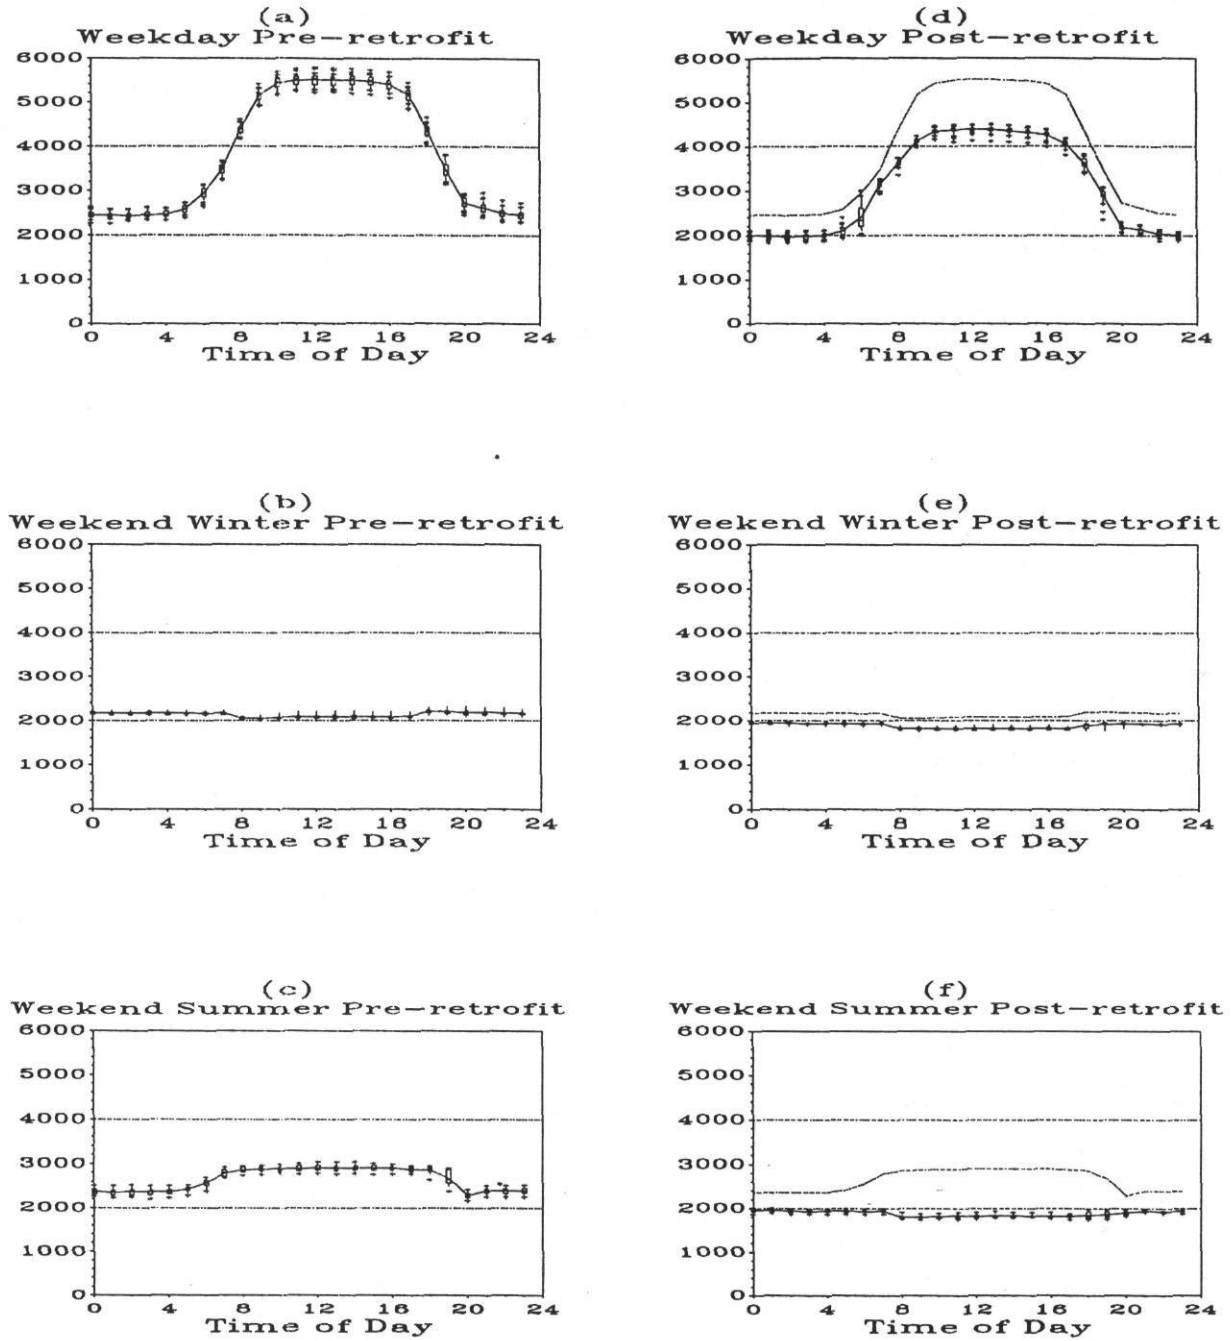 (a)
Weekday Pre-retrofit
6000
5000
4000
3000
2000
1000
0
0 4 8 12 16 20 24
Time of Day
(d)
Weekday Post-retrofit
6000
5000
4000
3000
2000
1000
0
0 4 8 12 16 20 24
Time of Day
(b)
Weekend Winter Pre-retrofit
6000
5000
4000
3000
2000
1000
0
0 4 8 12 16 20 24
Time of Day
(e)
Weekend Winter Post-retrofit
6000
5000
4000
3000
2000
1000
0
0 4 8 12 16 20 24
Time of Day
(c)
Weekend Summer Pre-retrofit
6000
5000
4000
3000
2000
1000
0
0 4 8 12 16 20 24
Time of Day
(f)
Weekend Summer Post-retrofit
6000
5000
4000
3000
2000
1000
0
0 4 8 12 16 20 24
Time of Day